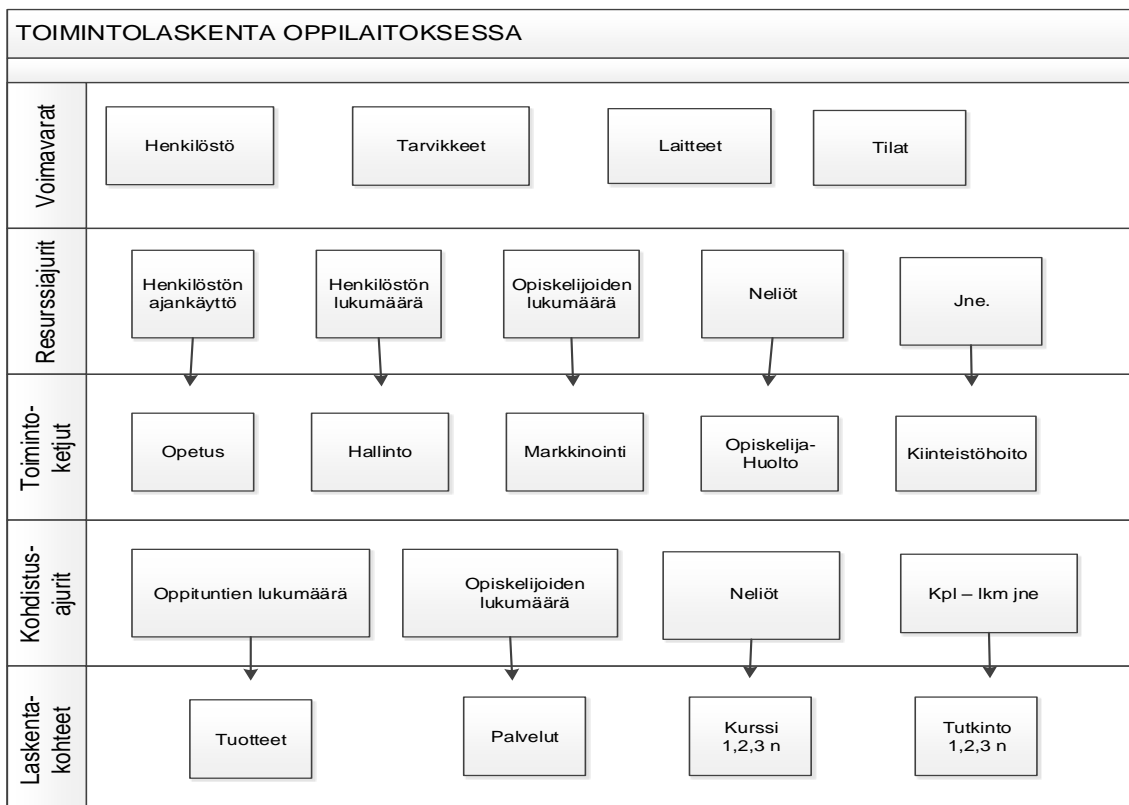 TOIMINTOLASKENTA OPPILAITOKSESSA
Voimavarat
Henkilöstö
Tarvikkeet
Laitteet
Tilat
Resurssiajurit
Henkilöstön
ajankäyttö
Henkilöstön
lukumäärä
Opiskelijoiden
lukumäärä
Neliöt
Jne.
Toiminto-
ketjut
Opetus
Hallinto
Markkinointi
Opiskelija-
Huolto
Kiinteistöhoito
Kohdistus-
ajurit
Oppituntien lukumäärä
Opiskelijoiden
lukumäärä
Neliöt
Kpl – lkm jne
Laskenta-
kohteet
Tuotteet
Palvelut
Kurssi
1,2,3 n
Tutkinto
1,2,3 n